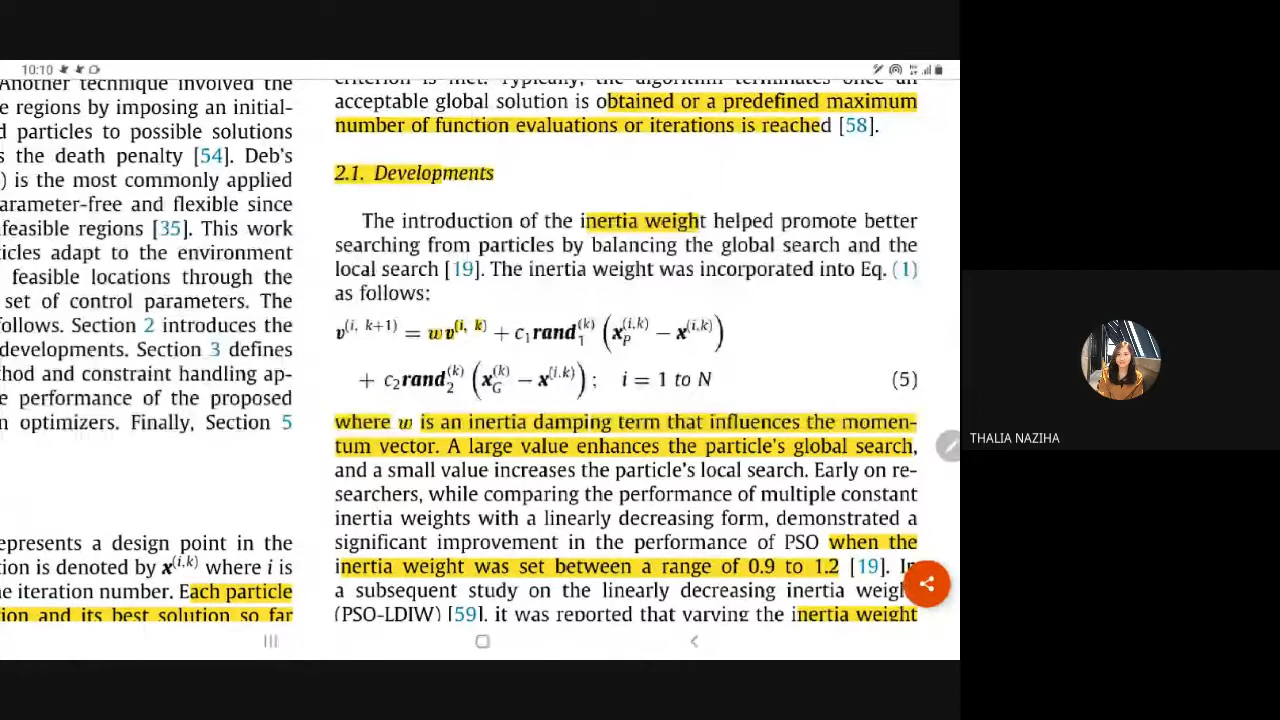 10:10
Another technique involved the
e regions by imposing an initial-
d particles to possible solutions
s the death penalty [54]. Deb's
) is the most commonly applied
arameter-free and flexible since
feasible regions [35]. This work
ticles adapt to the environment
feasible locations through the
set of control parameters. The
follows. Section 2 introduces the
developments. Section 3 defines
hod and constraint handling ap-
e performance of the proposed
n optimizers. Finally, Section 5
epresents a design point in the
tion is denoted by x^(i,k) where i is
he iteration number. Each particle
ion and its best solution so far
criterion is met. Typically, the algorithm terminates once an
acceptable global solution is obtained or a predefined maximum
number of function evaluations or iterations is reached [58].
2.1. Developments
The introduction of the inertia weight helped promote better
searching from particles by balancing the global search and the
local search [19]. The inertia weight was incorporated into Eq. (1)
as follows:
v^(i, k+1) = wv^(i, k) + c₁rand₁^(k) (x_P^(i,k) − x^(i,k))
+ c₂rand₂^(k) (x_G^(k) − x^(i,k)); i = 1 to N (5)
where w is an inertia damping term that influences the momen-
tum vector. A large value enhances the particle's global search,
and a small value increases the particle's local search. Early on re-
searchers, while comparing the performance of multiple constant
inertia weights with a linearly decreasing form, demonstrated a
significant improvement in the performance of PSO when the
inertia weight was set between a range of 0.9 to 1.2 [19]. In
a subsequent study on the linearly decreasing inertia weigh
(PSO-LDIW) [59], it was reported that varying the inertia weight
THALIA NAZIHA